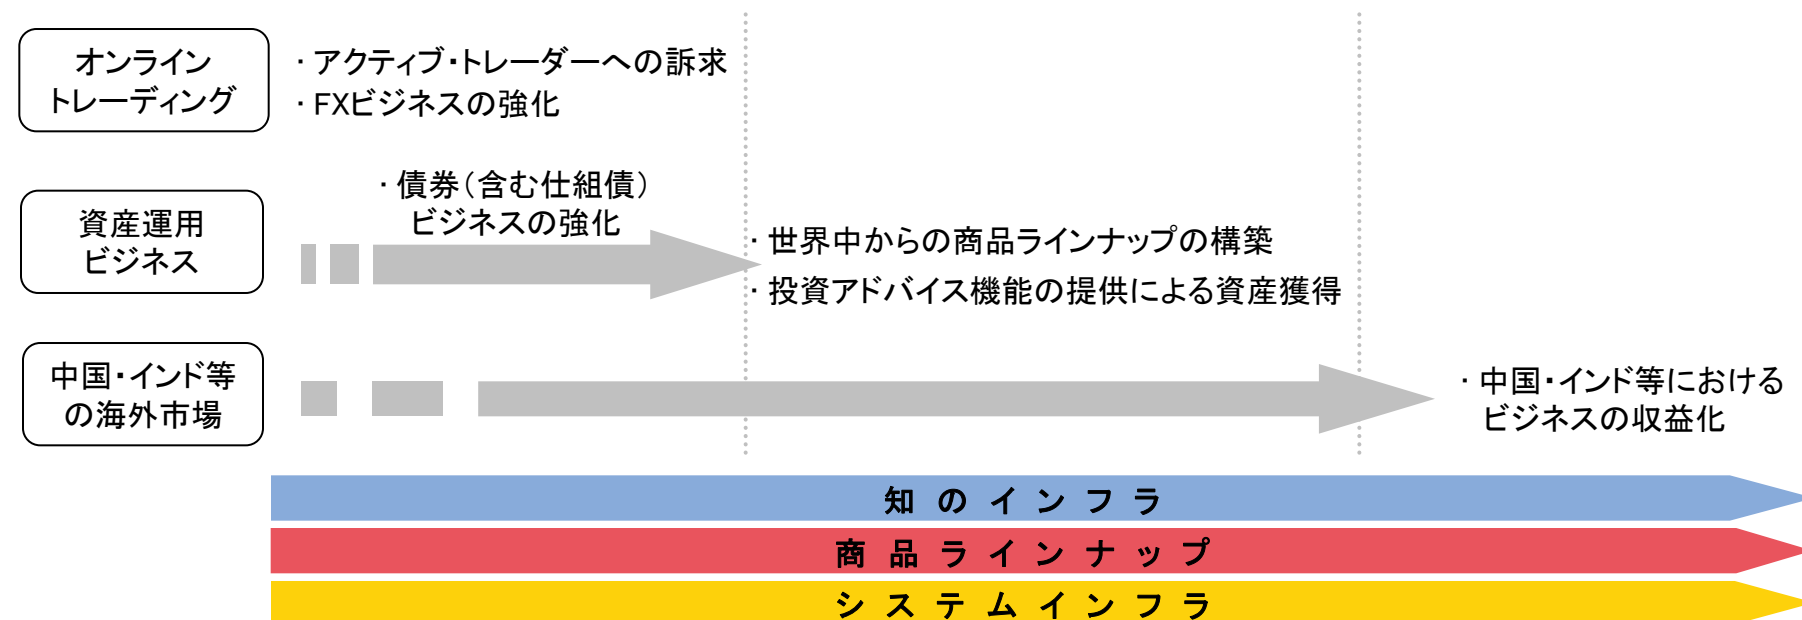 オンライン
トレーディング
・アクティブ・トレーダーへの訴求
・FXビジネスの強化
資産運用
ビジネス
・債券(含む仕組債)
ビジネスの強化
・世界中からの商品ラインナップの構築
・投資アドバイス機能の提供による資産獲得
中国・インド等
の海外市場
・中国・インド等における
ビジネスの収益化
知のインフラ
商品ラインナップ
システムインフラ